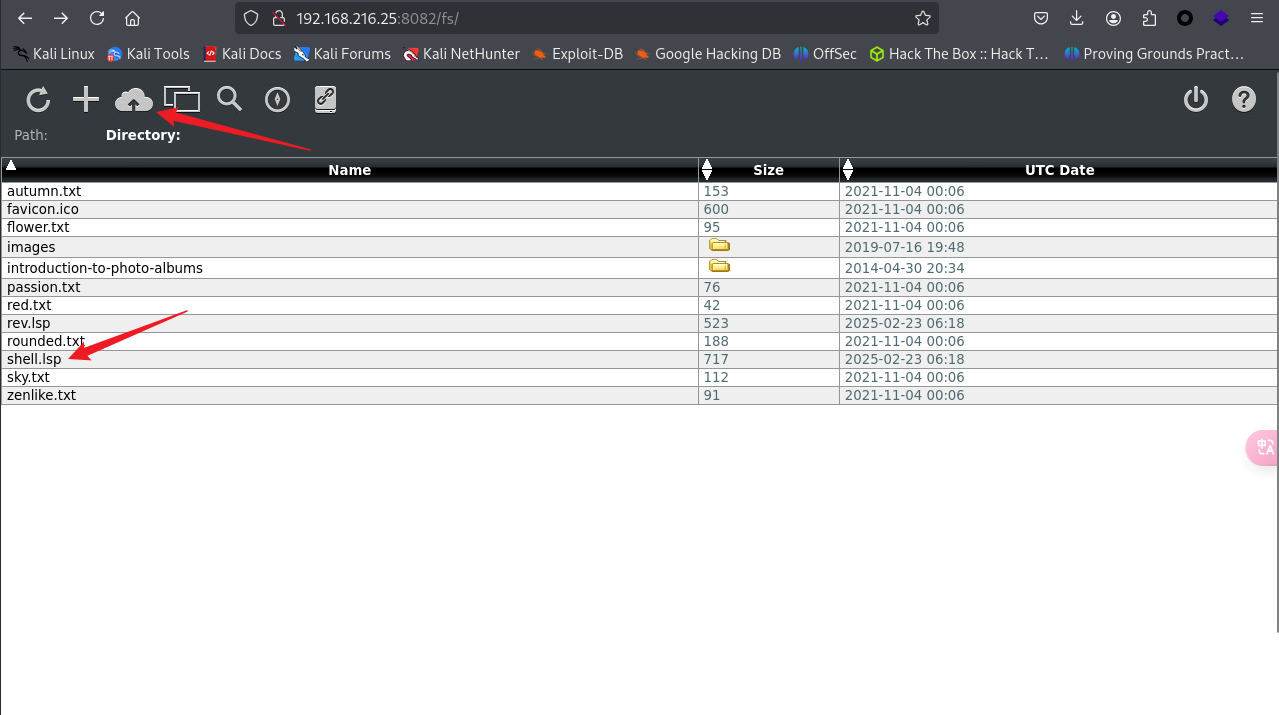 192.168.216.25:8082/fs/
Kali Linux Kali Tools Kali Docs Kali Forums Kali NetHunter Exploit-DB Google Hacking DB OffSec Hack The Box :: Hack T… Proving Grounds Pract…
Path: Directory:
Name Size UTC Date
autumn.txt 153 2021-11-04 00:06
favicon.ico 600 2021-11-04 00:06
flower.txt 95 2021-11-04 00:06
images 2019-07-16 19:48
introduction-to-photo-albums 2014-04-30 20:34
passion.txt 76 2021-11-04 00:06
red.txt 42 2021-11-04 00:06
rev.lsp 523 2025-02-23 06:18
rounded.txt 188 2021-11-04 00:06
shell.lsp 717 2025-02-23 06:18
sky.txt 112 2021-11-04 00:06
zenlike.txt 91 2021-11-04 00:06
中A